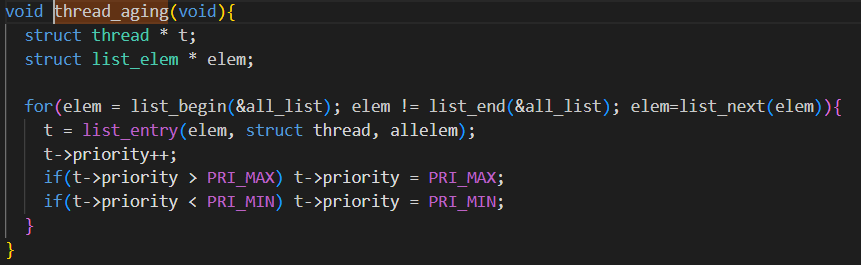 void thread_aging(void){
  struct thread * t;
  struct list_elem * elem;

  for(elem = list_begin(&all_list); elem != list_end(&all_list); elem=list_next(elem)){
    t = list_entry(elem, struct thread, allelem);
    t->priority++;
    if(t->priority > PRI_MAX) t->priority = PRI_MAX;
    if(t->priority < PRI_MIN) t->priority = PRI_MIN;
  }
}